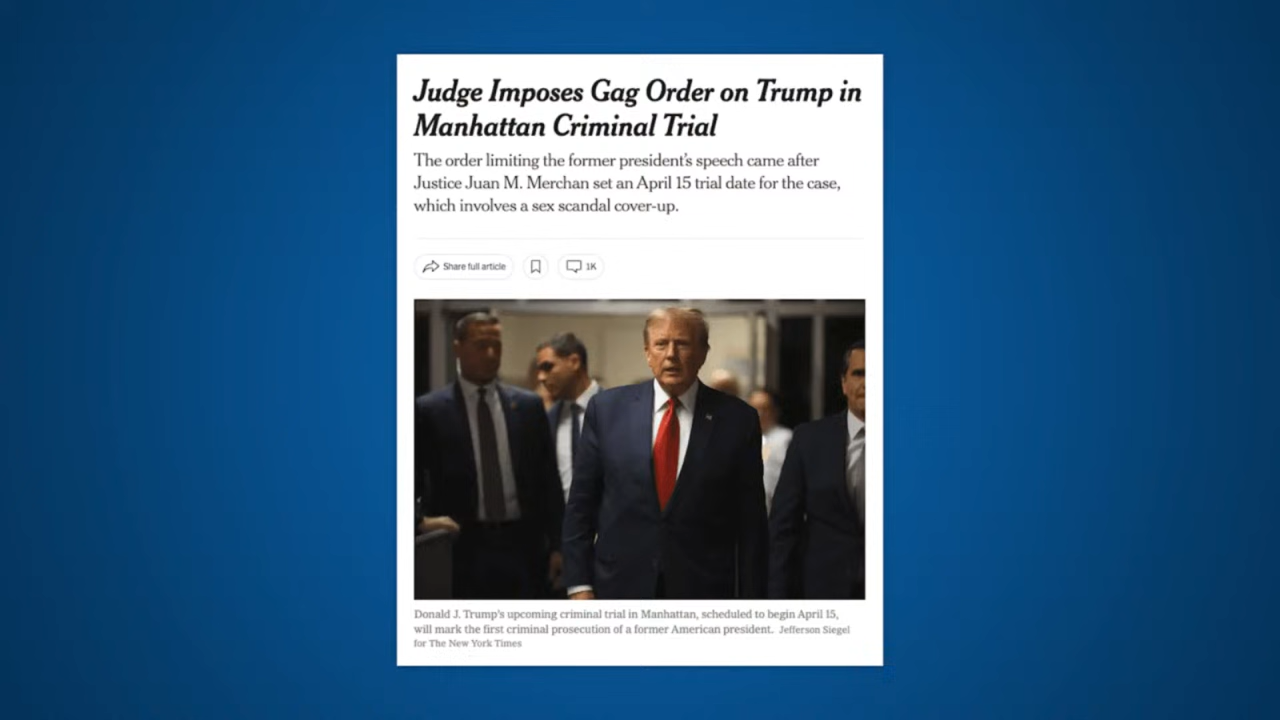 Judge Imposes Gag Order on Trump in
Manhattan Criminal Trial
The order limiting the former president’s speech came after
Justice Juan M. Merchan set an April 15 trial date for the case,
which involves a sex scandal cover-up.
Share full article 1K
Donald J. Trump’s upcoming criminal trial in Manhattan, scheduled to begin April 15,
will mark the first criminal prosecution of a former American president. Jefferson Siegel
for The New York Times